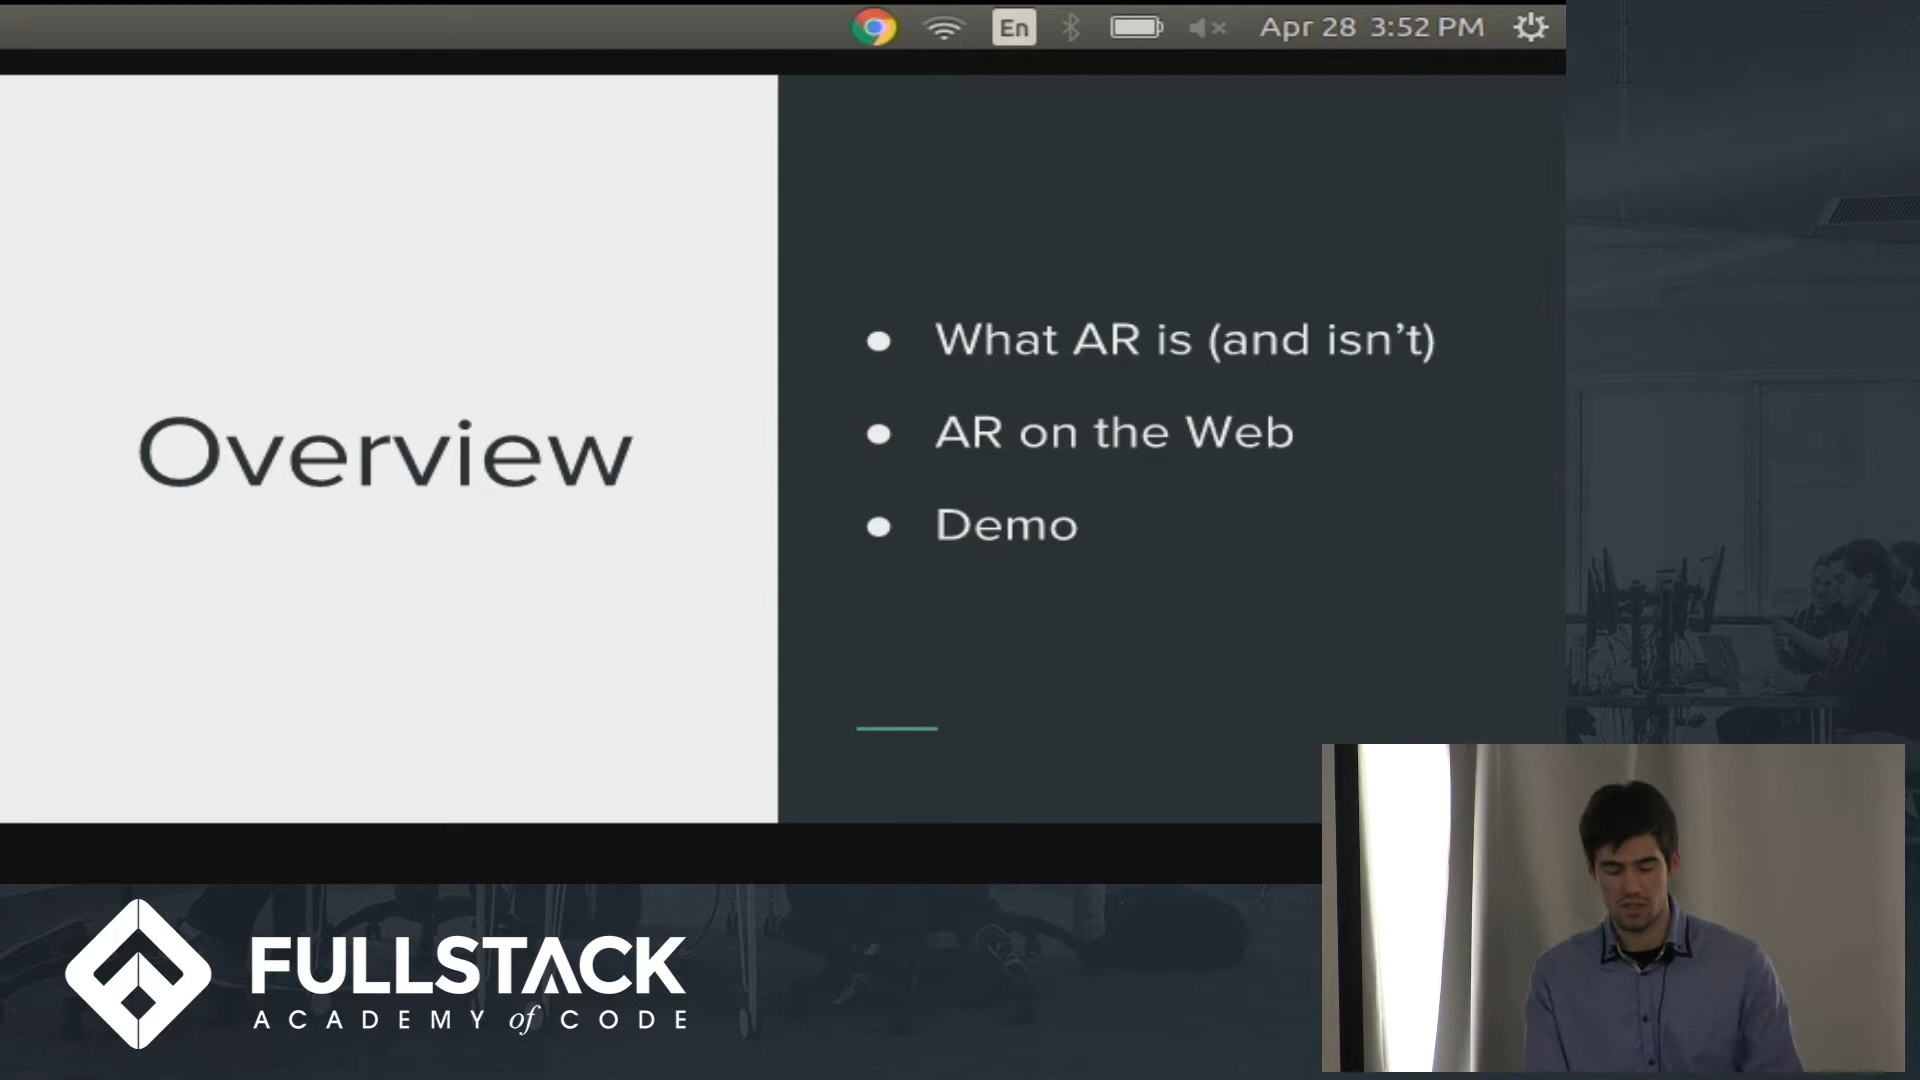 En Apr 28 3:52 PM
Overview
What AR is (and isn’t)
AR on the Web
Demo
FULLSTACK
ACADEMY of CODE